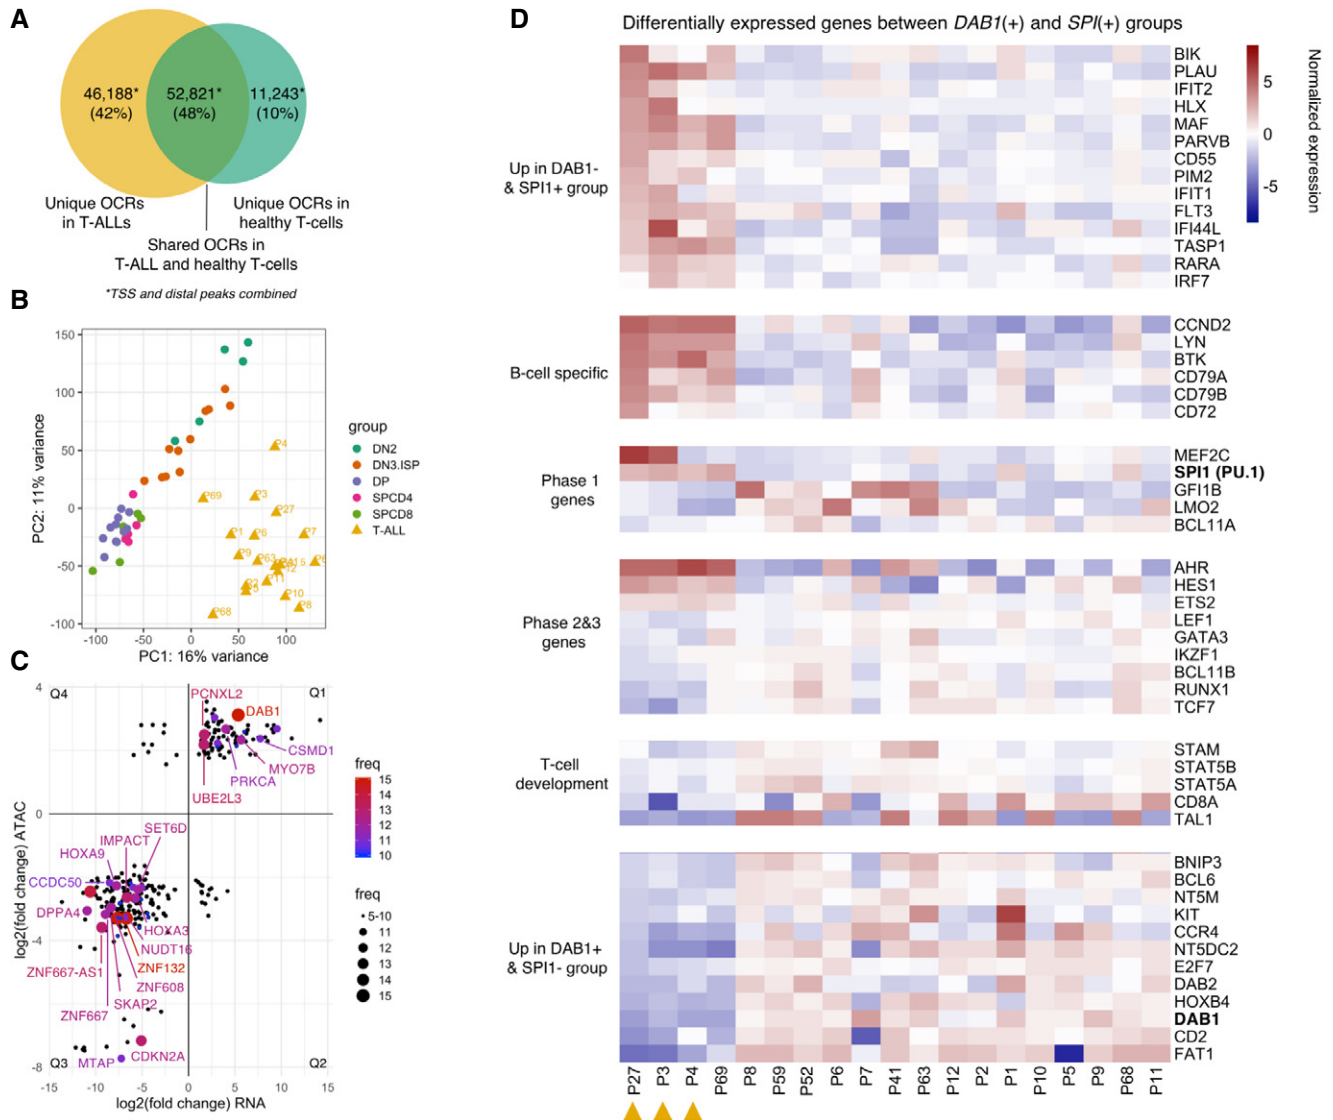 A
46,188*
(42%)
52,821*
(48%)
11,243*
(10%)
Unique OCRs
in T-ALLs
Unique OCRs in
healthy T-cells
Shared OCRs in
T-ALL and healthy T-cells
*TSS and distal peaks combined
B
150
100
50
0
-50
-100
-100
-50
0
50
100
PC2: 11% variance
PC1: 16% variance
P4
P69
P3
P27
P1
P6
P7
P9
P63
P2
P11
P10
P8
P68
group
DN2
DN3.ISP
DP
SPCD4
SPCD8
T-ALL
C
4
0
-4
-8
-15
-10
-5
0
5
10
15
log2(fold change) ATAC
log2(fold change) RNA
Q4
Q1
Q3
Q2
PCNXL2
DAB1
CSMD1
MYO7B
PRKCA
UBE2L3
SET6D
IMPACT
HOXA9
CCDC50
DPPA4
HOXA3
NUDT16
ZNF667-AS1
ZNF132
ZNF608
SKAP2
ZNF667
MTAP
CDKN2A
freq
15
14
13
12
11
10
freq
5-10
11
12
13
14
15
D
Differentially expressed genes between DAB1(+) and SPI(+) groups
Up in DAB1-
& SPI1+ group
BIK
PLAU
IFIT2
HLX
MAF
PARVB
CD55
PIM2
IFIT1
FLT3
IFI44L
TASP1
RARA
IRF7
5
0
-5
Normalized expression
B-cell specific
CCND2
LYN
BTK
CD79A
CD79B
CD72
Phase 1
genes
MEF2C
SPI1 (PU.1)
GFI1B
LMO2
BCL11A
Phase 2&3
genes
AHR
HES1
ETS2
LEF1
GATA3
IKZF1
BCL11B
RUNX1
TCF7
T-cell
development
STAM
STAT5B
STAT5A
CD8A
TAL1
Up in DAB1+
& SPI1- group
BNIP3
BCL6
NT5M
KIT
CCR4
NT5DC2
E2F7
DAB2
HOXB4
DAB1
CD2
FAT1
P27
P3
P4
P69
P8
P59
P52
P6
P7
P41
P63
P12
P2
P1
P10
P5
P9
P68
P11